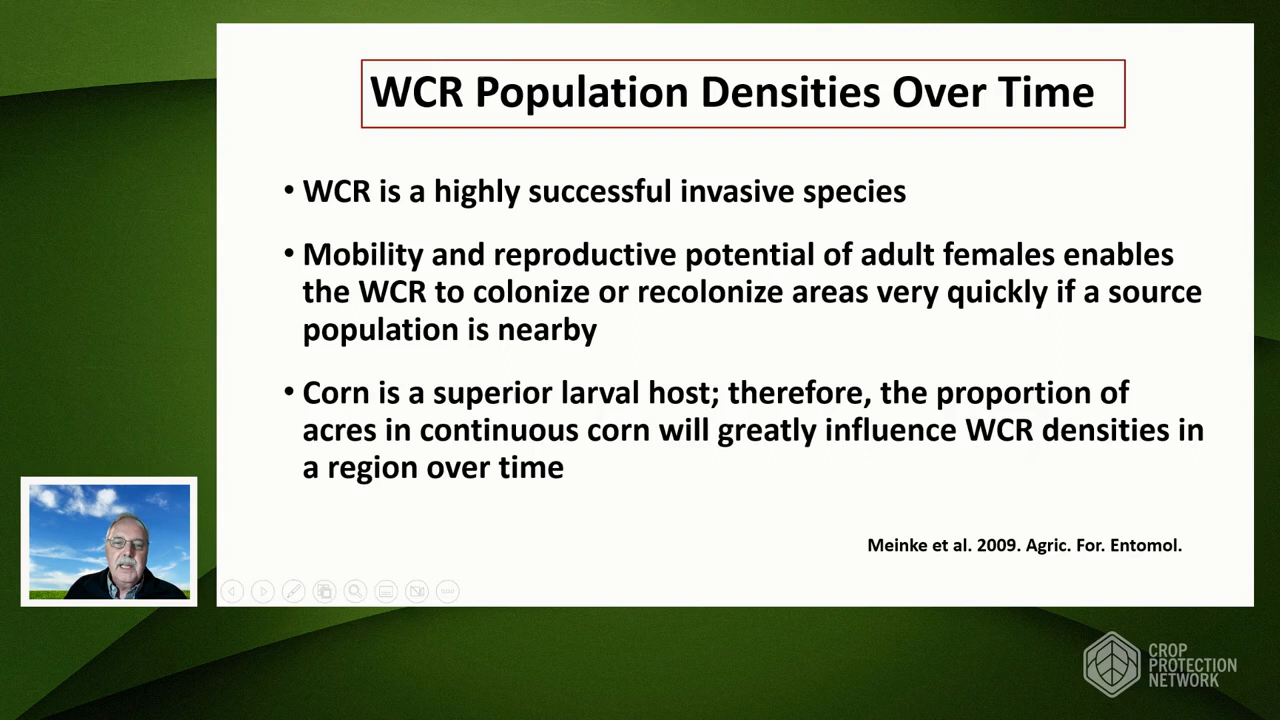 WCR Population Densities Over Time
• WCR is a highly successful invasive species
• Mobility and reproductive potential of adult females enables
the WCR to colonize or recolonize areas very quickly if a source
population is nearby
• Corn is a superior larval host; therefore, the proportion of
acres in continuous corn will greatly influence WCR densities in
a region over time
Meinke et al. 2009. Agric. For. Entomol.
CROP
PROTECTION
NETWORK